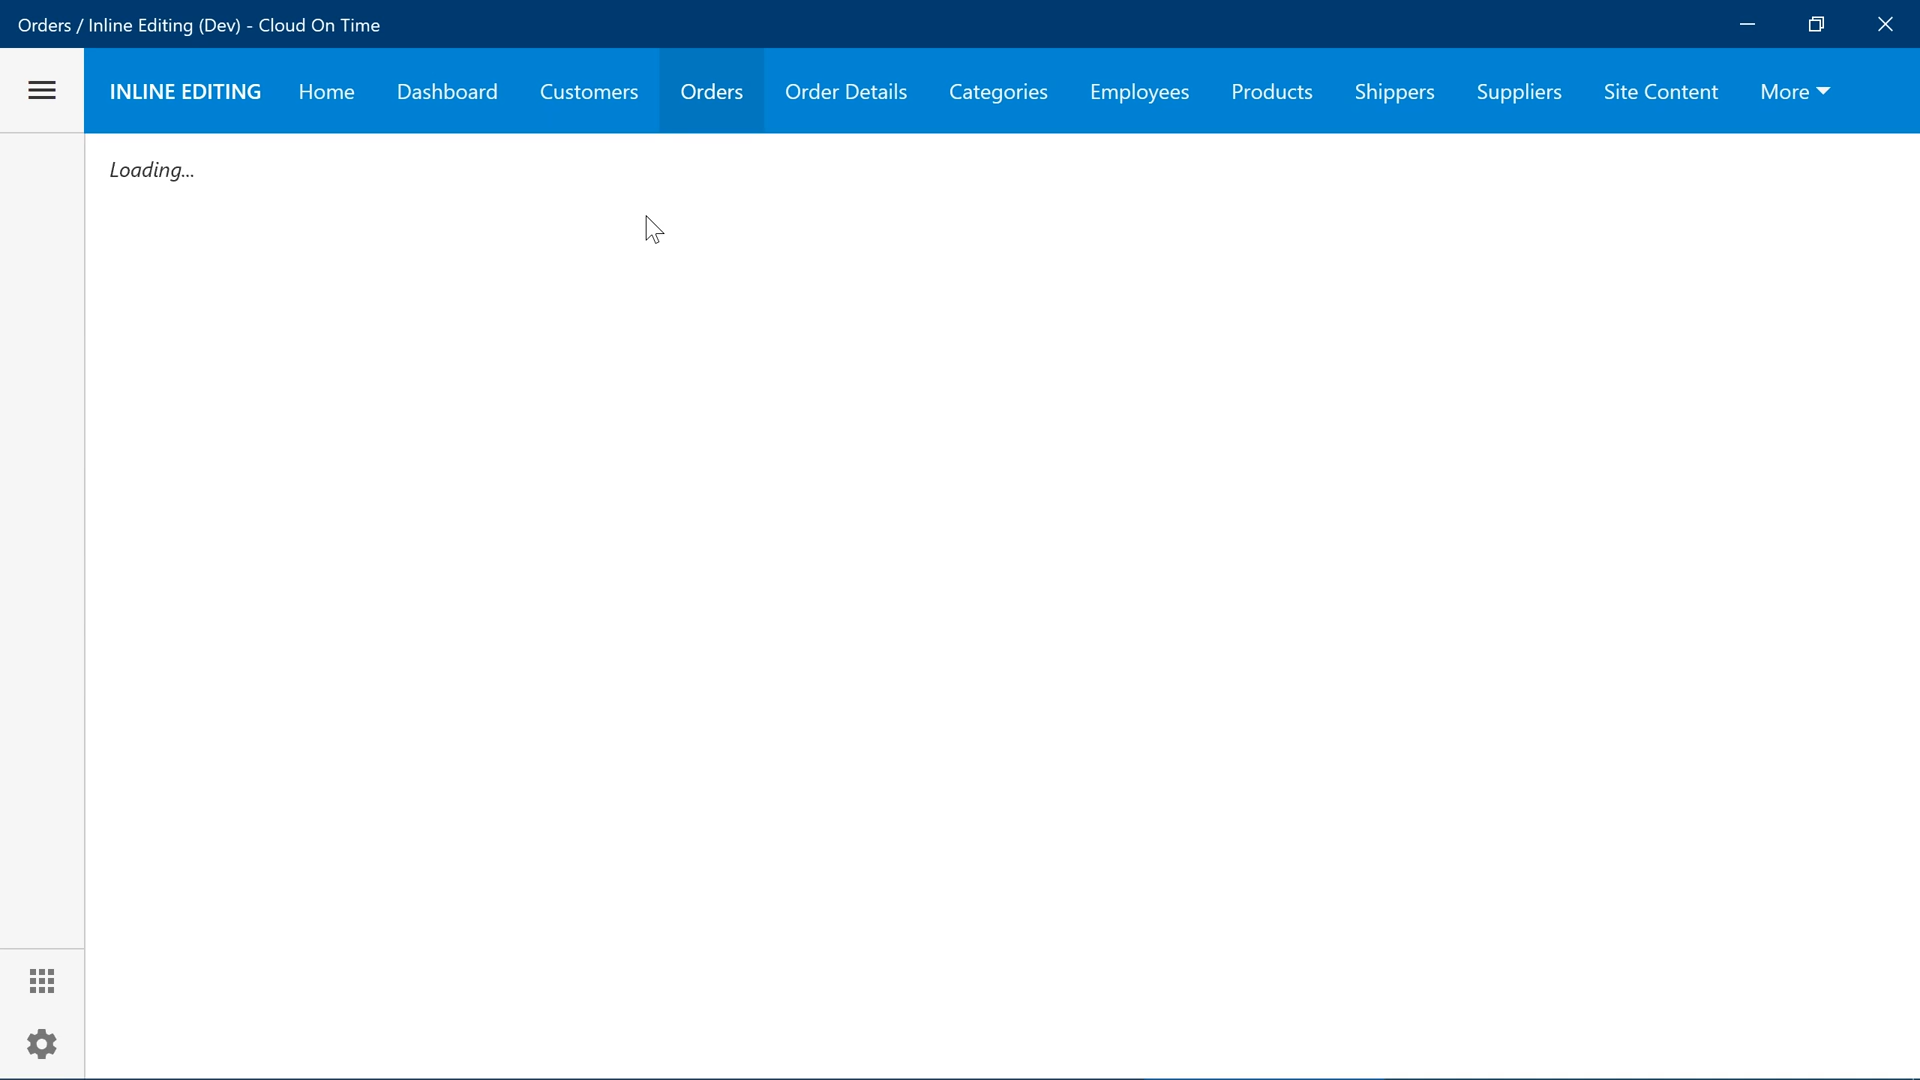 Orders / Inline Editing (Dev) - Cloud On Time
INLINE EDITING Home Dashboard Customers Orders Order Details Categories Employees Products Shippers Suppliers Site Content More
Loading...